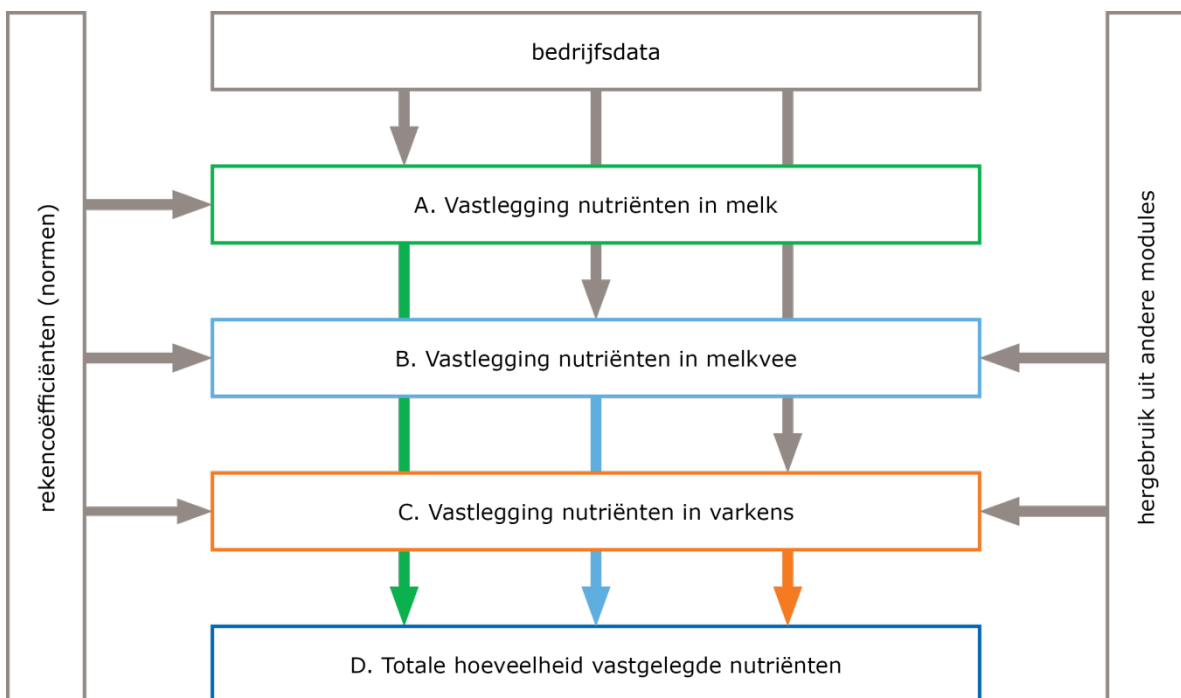 bedrijfsdata
A. Vastlegging nutriënten in melk
B. Vastlegging nutriënten in melkvee
C. Vastlegging nutriënten in varkens
D. Totale hoeveelheid vastgelegde nutriënten
rekencoëfficiënten (normen)
hergebruik uit andere modules